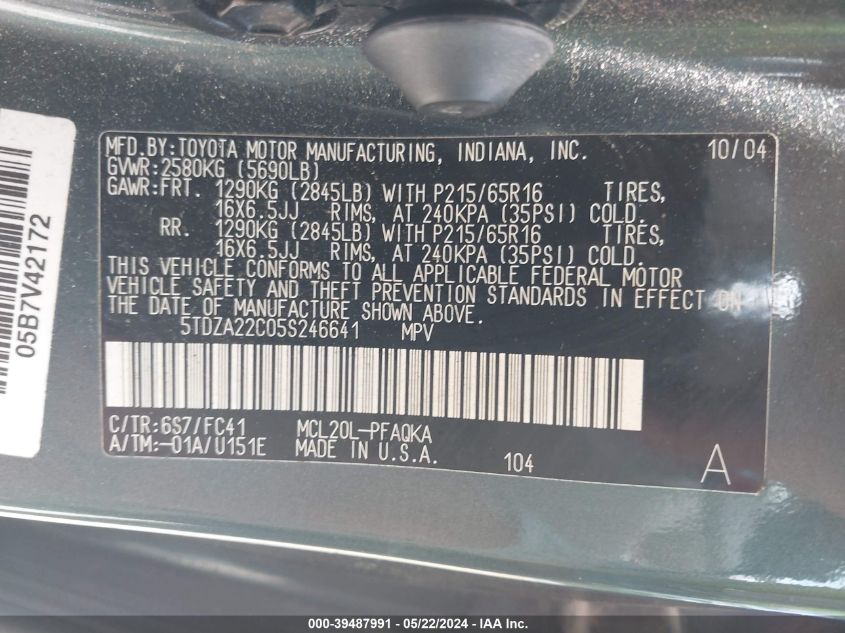 MFD.BY:TOYOTA MOTOR MANUFACTURING, INDIANA, INC. 10/04
GVWR:2580KG (5690LB)
GAWR:FRT. 1290KG (2845LB) WITH P215/65R16 TIRES,
16X6.5JJ RIMS, AT 240KPA (35PSI) COLD.
RR. 1290KG (2845LB) WITH P215/65R16 TIRES,
16X6.5JJ RIMS, AT 240KPA (35PSI) COLD.
THIS VEHICLE CONFORMS TO ALL APPLICABLE FEDERAL MOTOR
VEHICLE SAFETY AND THEFT PREVENTION STANDARDS IN EFFECT ON
THE DATE OF MANUFACTURE SHOWN ABOVE.
5TDZA22C05S246641 MPV
C/TR:6S7/FC41 MCL20L-PFAQKA
A/TM:-01A/U151E MADE IN U.S.A. 104 A
05B7V42172
000-39487991 - 05/22/2024 - IAA Inc.